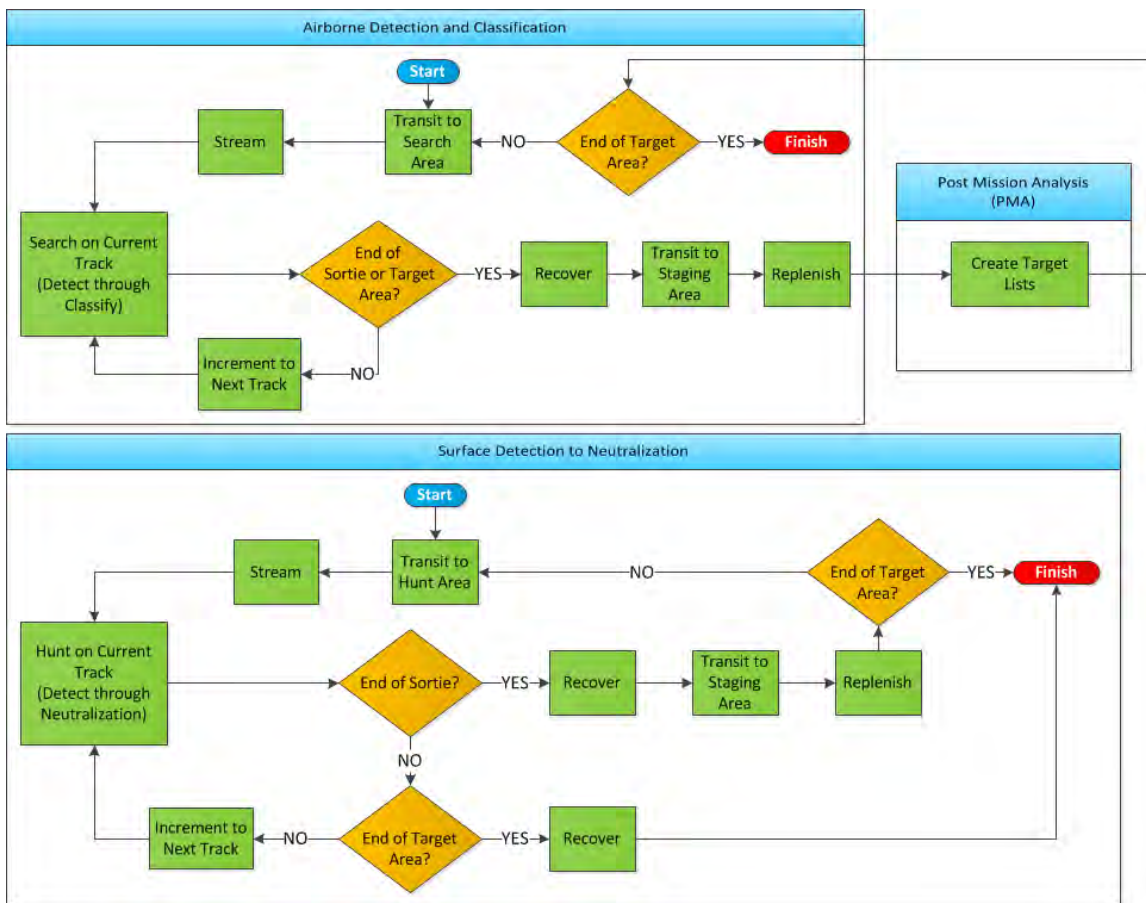 Airborne Detection and Classification
Start
Stream
Transit to
Search
Area
NO
End of Target
Area?
YES
Finish
Post Mission Analysis
(PMA)
Search on Current
Track
(Detect through
Classify)
End of
Sortie or Target
Area?
YES
Recover
Transit to
Staging
Area
Replenish
Create Target
Lists
Increment to
Next Track
NO
Surface Detection to Neutralization
Start
Stream
Transit to
Hunt Area
NO
End of Target
Area?
YES
Finish
Hunt on Current
Track
(Detect through
Neutralization)
End of Sortie?
YES
Recover
Transit to
Staging
Area
Replenish
NO
Increment to
Next Track
NO
End of Target
Area?
YES
Recover